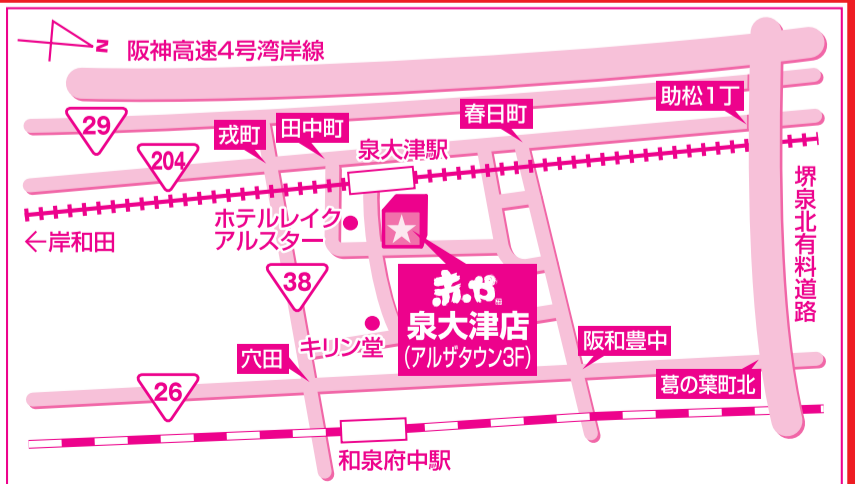 N
阪神高速4号湾岸線
29
204
戎町
田中町
春日町
助松1丁
泉大津駅
ホテルレイク
アルスター
←岸和田
堺泉北有料道路
38
赤のれん
泉大津店
(アルザタウン3F)
キリン堂
穴田
阪和豊中
葛の葉町北
26
和泉府中駅